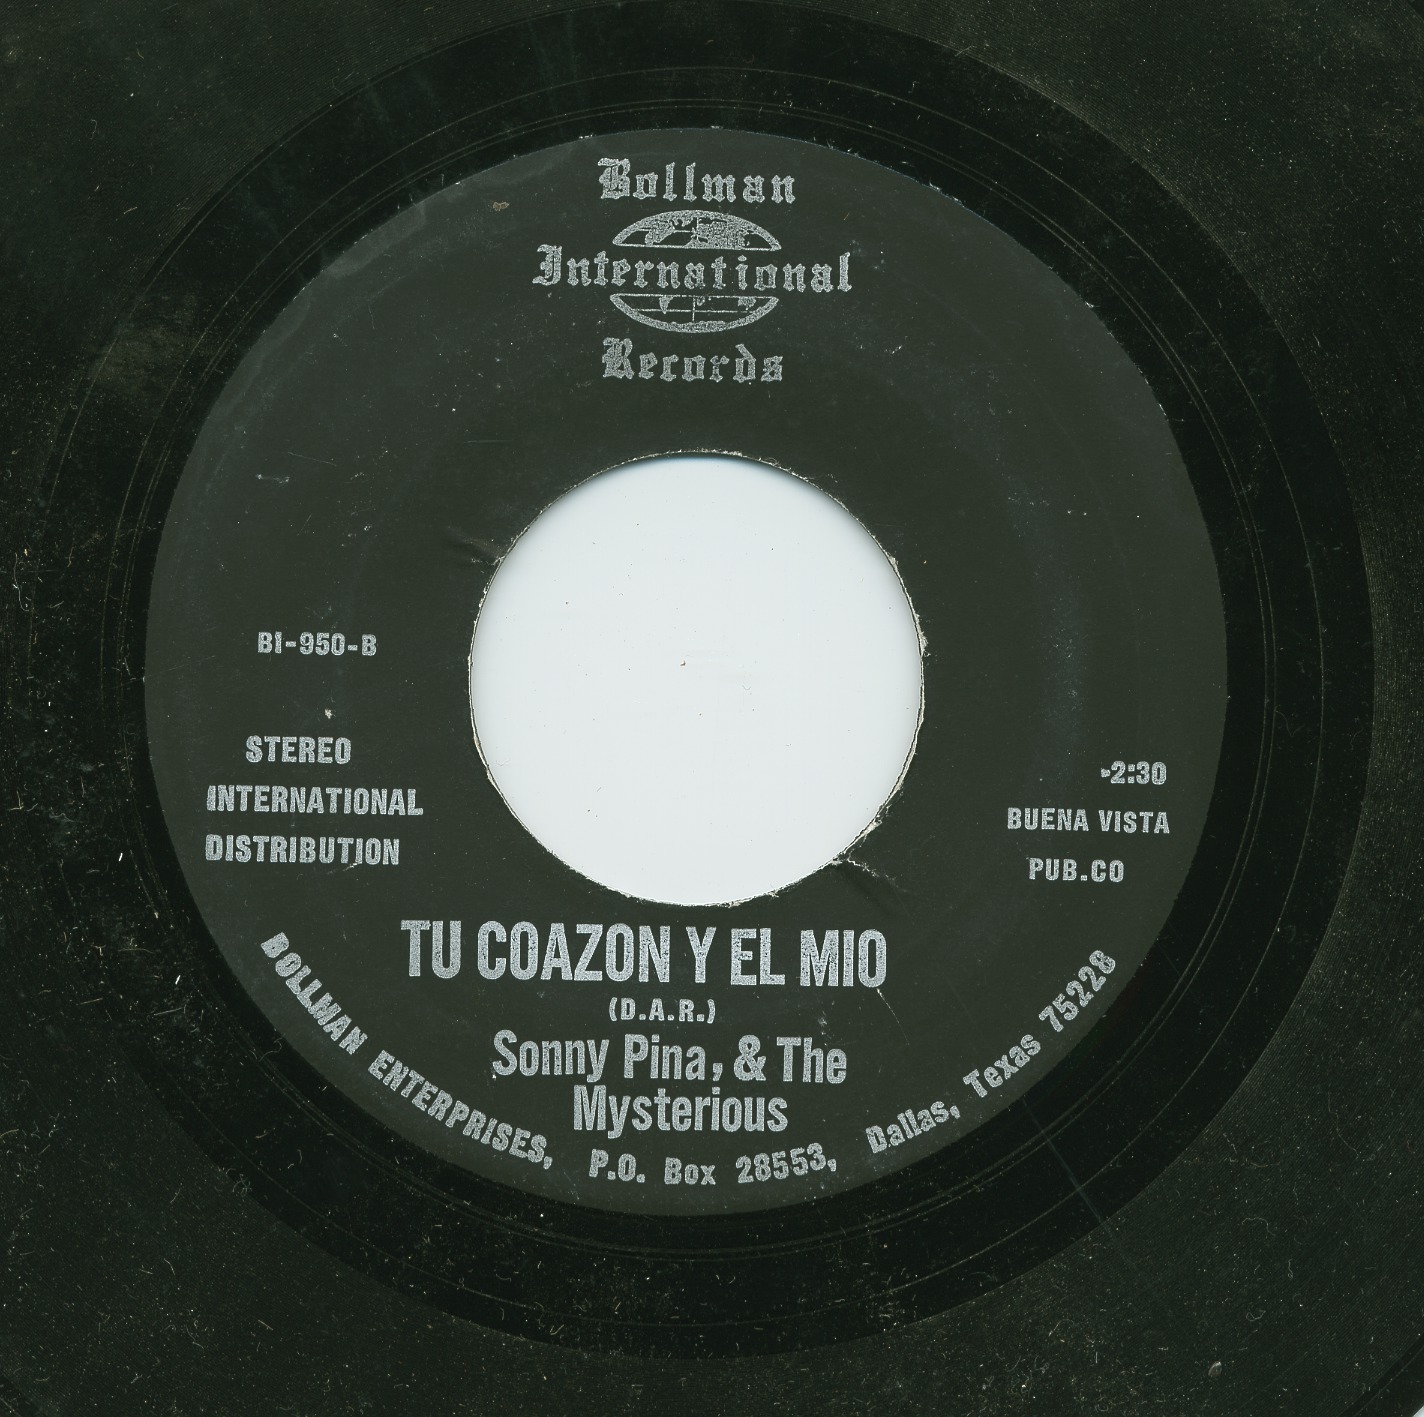 Bollman
International
Records
BI-950-B
STEREO
INTERNATIONAL
DISTRIBUTION
-2:30
BUENA VISTA
PUB.CO
TU COAZON Y EL MIO
(D.A.R.)
Sonny Pina, & The
Mysterious
BOLLMAN ENTERPRISES, P.O. Box 28553, Dallas, Texas 75228